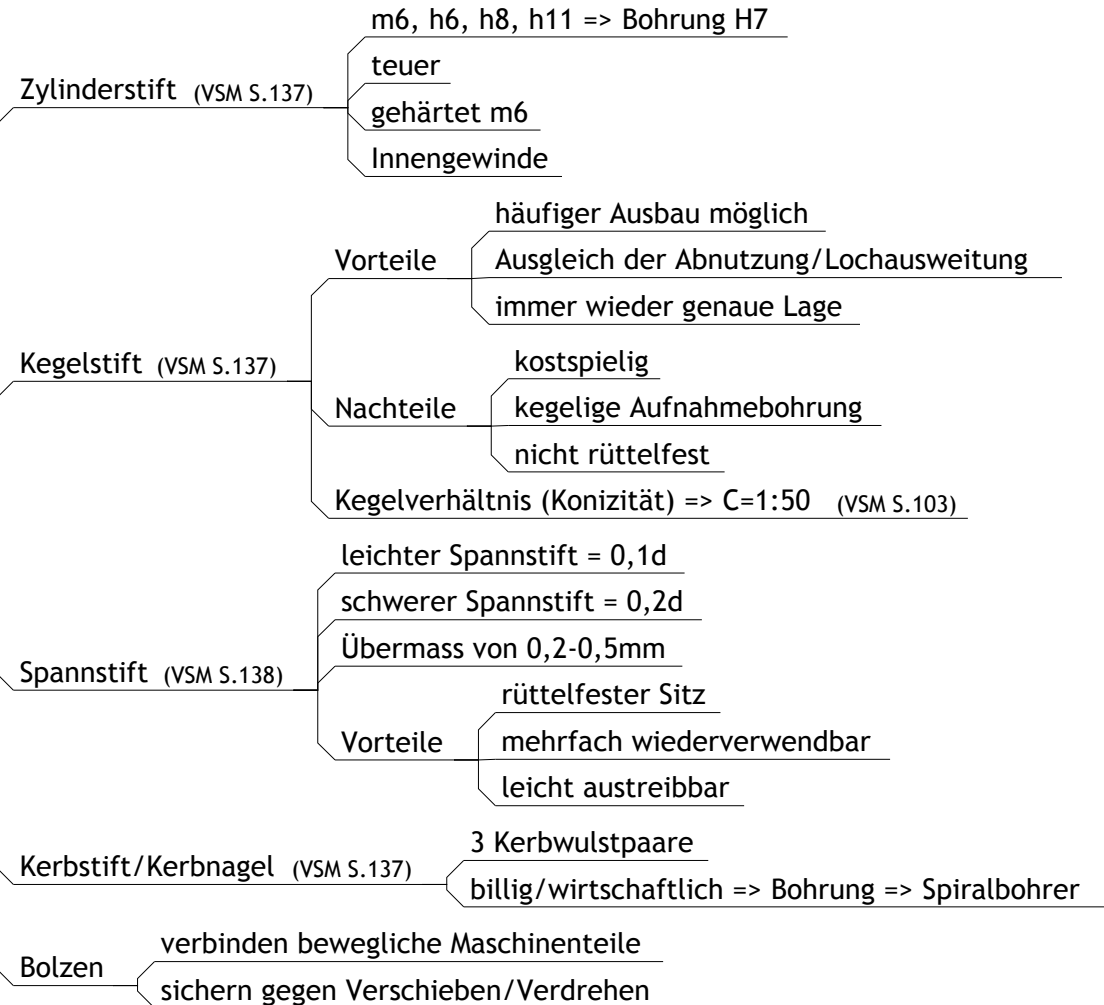 m6, h6, h8, h11 => Bohrung H7
teuer
Zylinderstift (VSM S.137)
gehärtet m6
Innengewinde
häufiger Ausbau möglich
Vorteile
Ausgleich der Abnutzung/Lochausweitung
immer wieder genaue Lage
Kegelstift (VSM S.137)
kostspielig
Nachteile
kegelige Aufnahmebohrung
nicht rüttelfest
Kegelverhältnis (Konizität) => C=1:50 (VSM S.103)
leichter Spannstift = 0,1d
schwerer Spannstift = 0,2d
Übermass von 0,2-0,5mm
Spannstift (VSM S.138)
rüttelfester Sitz
Vorteile
mehrfach wiederverwendbar
leicht austreibbar
3 Kerbwulstpaare
Kerbstift/Kerbnagel (VSM S.137)
billig/wirtschaftlich => Bohrung => Spiralbohrer
verbinden bewegliche Maschinenteile
Bolzen
sichern gegen Verschieben/Verdrehen